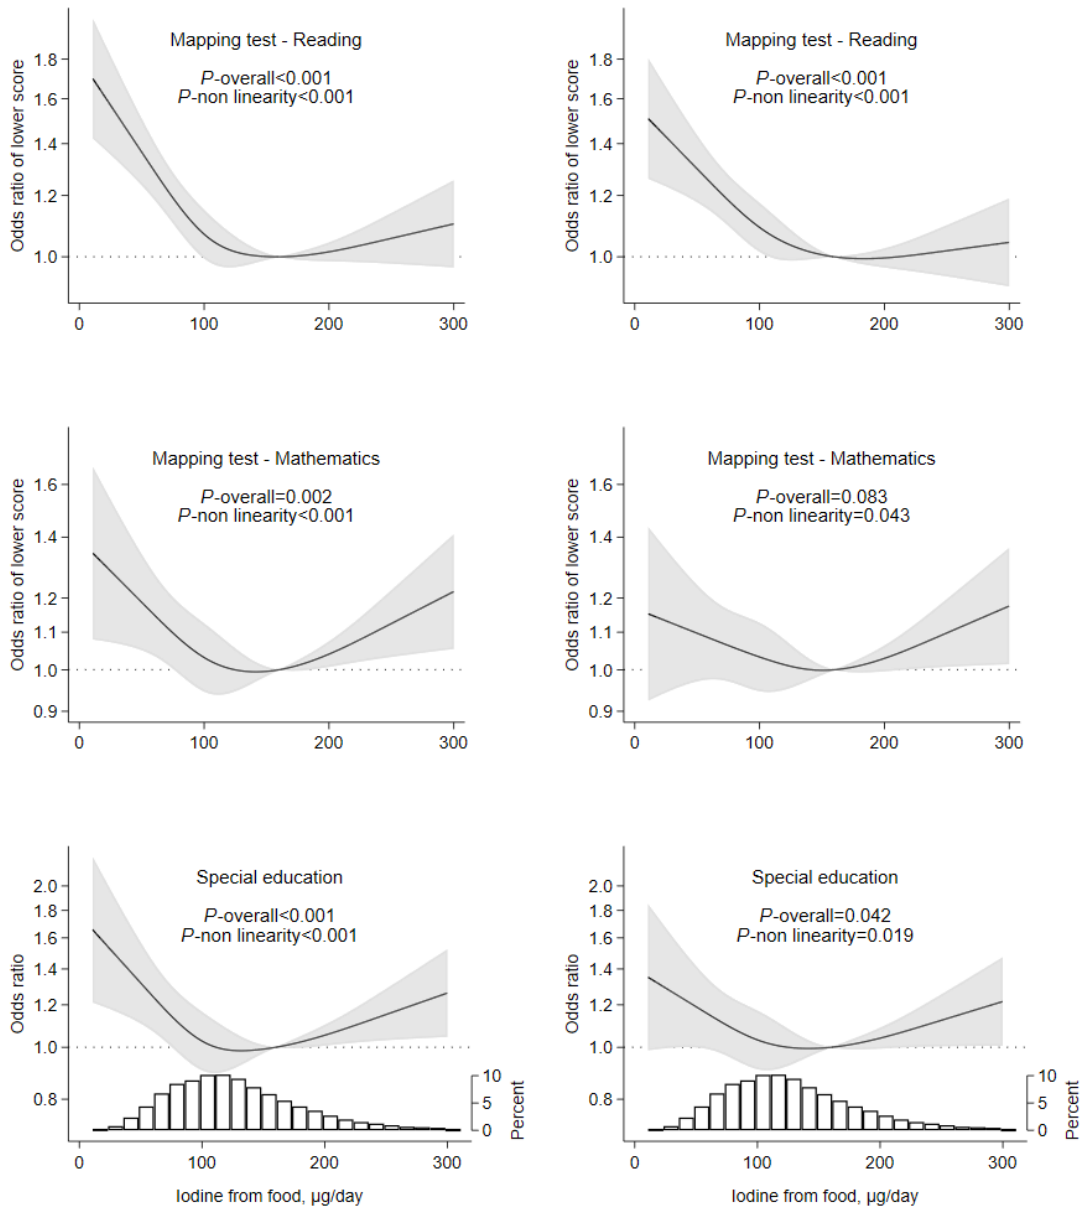 Mapping test - Reading
P-overall<0.001
P-non linearity<0.001
Odds ratio of lower score
1.8
1.6
1.4
1.2
1.0
0 100 200 300
Mapping test - Reading
P-overall<0.001
P-non linearity<0.001
Odds ratio of lower score
1.8
1.6
1.4
1.2
1.0
0 100 200 300
Mapping test - Mathematics
P-overall=0.002
P-non linearity<0.001
Odds ratio of lower score
1.6
1.4
1.2
1.1
1.0
0.9
0 100 200 300
Mapping test - Mathematics
P-overall=0.083
P-non linearity=0.043
Odds ratio of lower score
1.6
1.4
1.2
1.1
1.0
0.9
0 100 200 300
Special education
P-overall<0.001
P-non linearity<0.001
Odds ratio
2.0
1.8
1.6
1.4
1.2
1.0
0.8
10
5
0
Percent
0 100 200 300
Iodine from food, µg/day
Special education
P-overall=0.042
P-non linearity=0.019
Odds ratio
2.0
1.8
1.6
1.4
1.2
1.0
0.8
10
5
0
Percent
0 100 200 300
Iodine from food, µg/day